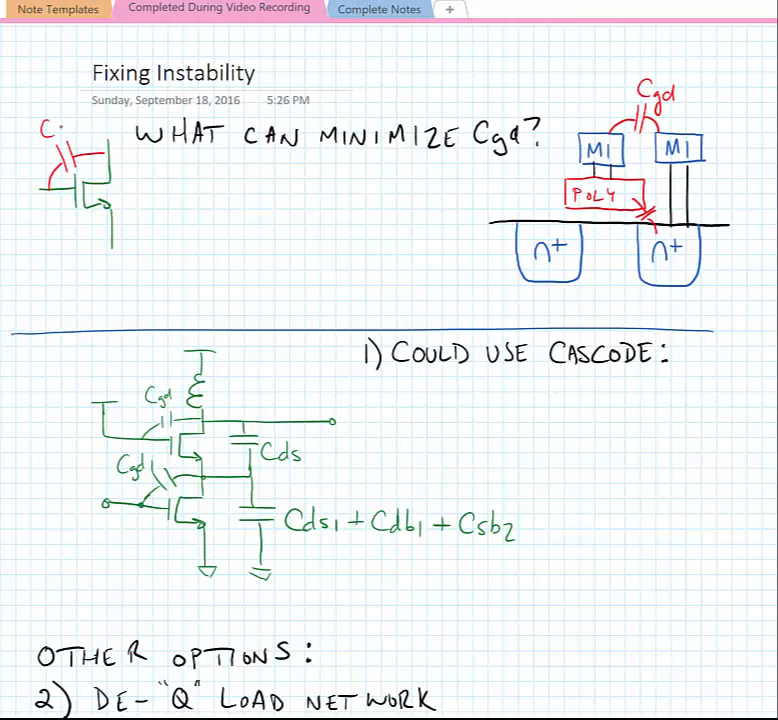 Note Templates
Completed During Video Recording
Complete Notes
+
Fixing Instability
Sunday, September 18, 2016 5:26 PM
C
WHAT CAN MINIMIZE Cgd?
Cgd
M1 M1
POLY
n+ n+
1) COULD USE CASCODE:
Cgd
Cds
Cgd1
Cds1 + Cdb1 + Csb2
OTHER OPTIONS:
2) DE-"Q" LOAD NETWORK